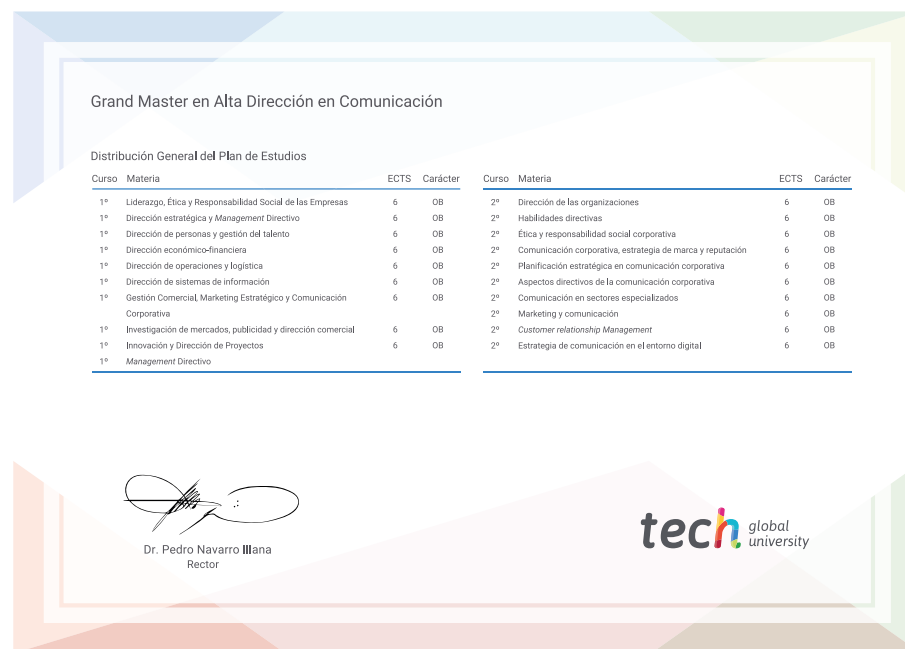 Grand Master en Alta Dirección en Comunicación
Distribución General del Plan de Estudios
Curso Materia ECTS Carácter
1º Liderazgo, Ética y Responsabilidad Social de las Empresas 6 OB
1º Dirección estratégica y Management Directivo 6 OB
1º Dirección de personas y gestión del talento 6 OB
1º Dirección económico-financiera 6 OB
1º Dirección de operaciones y logística 6 OB
1º Dirección de sistemas de información 6 OB
1º Gestión Comercial, Marketing Estratégico y Comunicación 6 OB
Corporativa
1º Investigación de mercados, publicidad y dirección comercial 6 OB
1º Innovación y Dirección de Proyectos 6 OB
1º Management Directivo
Curso Materia ECTS Carácter
2º Dirección de las organizaciones 6 OB
2º Habilidades directivas 6 OB
2º Ética y responsabilidad social corporativa 6 OB
2º Comunicación corporativa, estrategia de marca y reputación 6 OB
2º Planificación estratégica en comunicación corporativa 6 OB
2º Aspectos directivos de la comunicación corporativa 6 OB
2º Comunicación en sectores especializados 6 OB
2º Marketing y comunicación 6 OB
2º Customer relationship Management 6 OB
2º Estrategia de comunicación en el entorno digital 6 OB
Dr. Pedro Navarro Illana
Rector
tech global
university